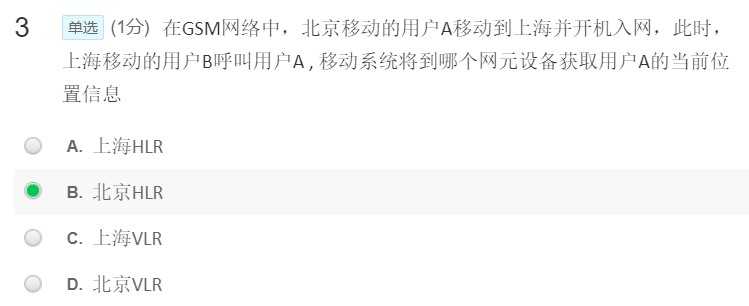 3 单选 (1分) 在GSM网络中，北京移动的用户A移动到上海并开机入网，此时，
上海移动的用户B呼叫用户A , 移动系统将到哪个网元设备获取用户A的当前位
置信息
A. 上海HLR
B. 北京HLR
C. 上海VLR
D. 北京VLR